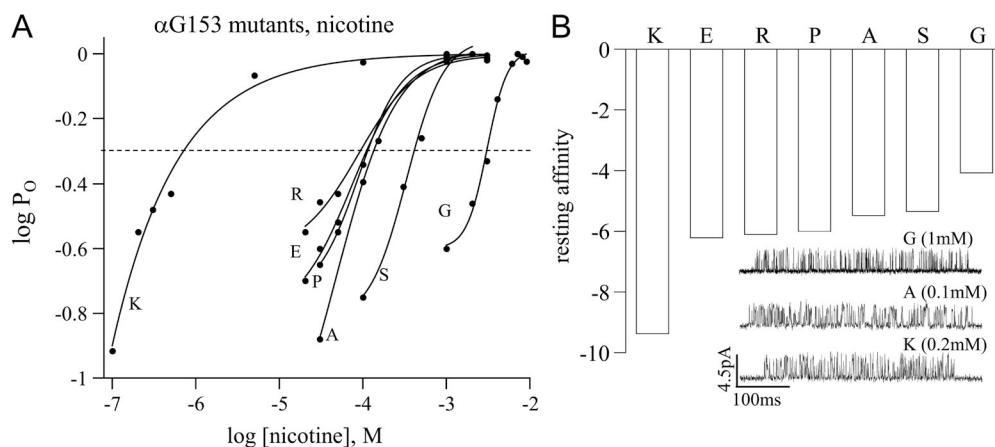 A
αG153 mutants, nicotine
0
-0.2
-0.4
-0.6
-0.8
-1
log P_O
K
R
E
P
A
S
G
-7
-6
-5
-4
-3
-2
log [nicotine], M
B
K E R P A S G
0
-2
-4
-6
-8
-10
resting affinity
G (1mM)
A (0.1mM)
K (0.2mM)
4.5pA
100ms